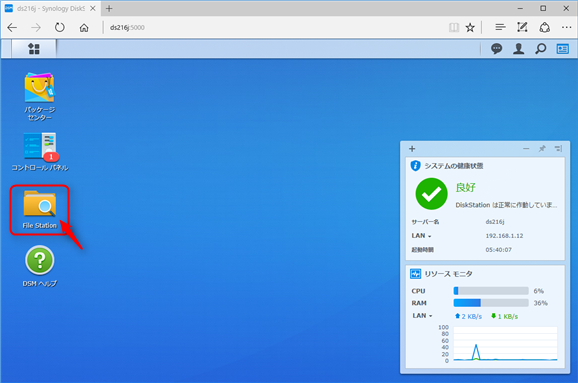 ds216j - Synology DiskS
ds216j:5000
パッケージ
センター
コントロール パネル
1
File Station
DSM ヘルプ
システムの健康状態
良好
DiskStation は正常に作動していま...
サーバー名 ds216j
LAN 192.168.1.12
起動時間 05:40:07
リソース モニタ
CPU 6%
RAM 36%
LAN 2 KB/s 1 KB/s
100
80
60
40
20
0